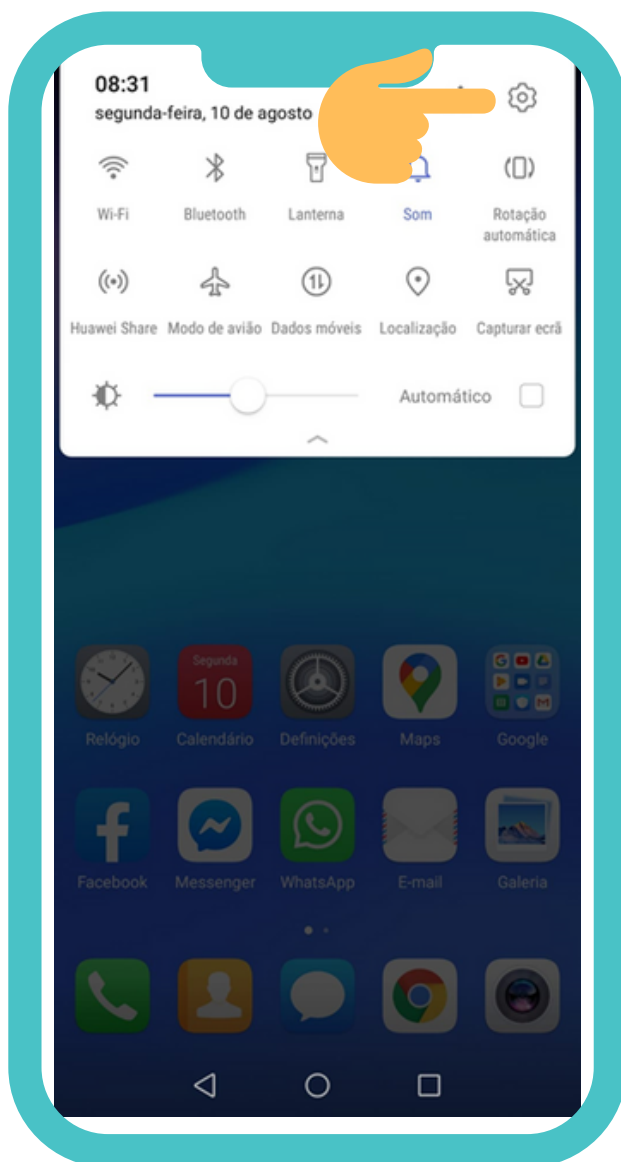 08:31
segunda-feira, 10 de agosto
Wi-Fi Bluetooth Lanterna Som Rotação
automática
Huawei Share Modo de avião Dados móveis Localização Capturar ecrã
Automático
Segunda
10
Relógio Calendário Definições Maps Google
Facebook Messenger WhatsApp E-mail Galeria